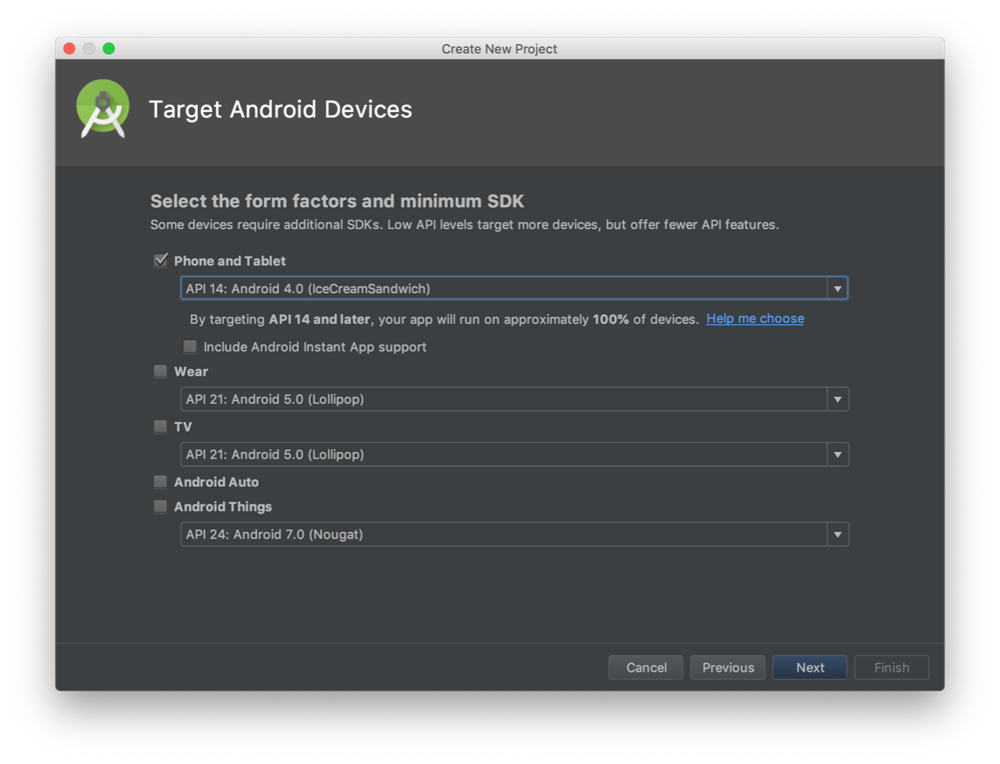 Create New Project
Target Android Devices
Select the form factors and minimum SDK
Some devices require additional SDKs. Low API levels target more devices, but offer fewer API features.
Phone and Tablet
API 14: Android 4.0 (IceCreamSandwich)
By targeting API 14 and later, your app will run on approximately 100% of devices. Help me choose
Include Android Instant App support
Wear
API 21: Android 5.0 (Lollipop)
TV
API 21: Android 5.0 (Lollipop)
Android Auto
Android Things
API 24: Android 7.0 (Nougat)
Cancel Previous Next Finish